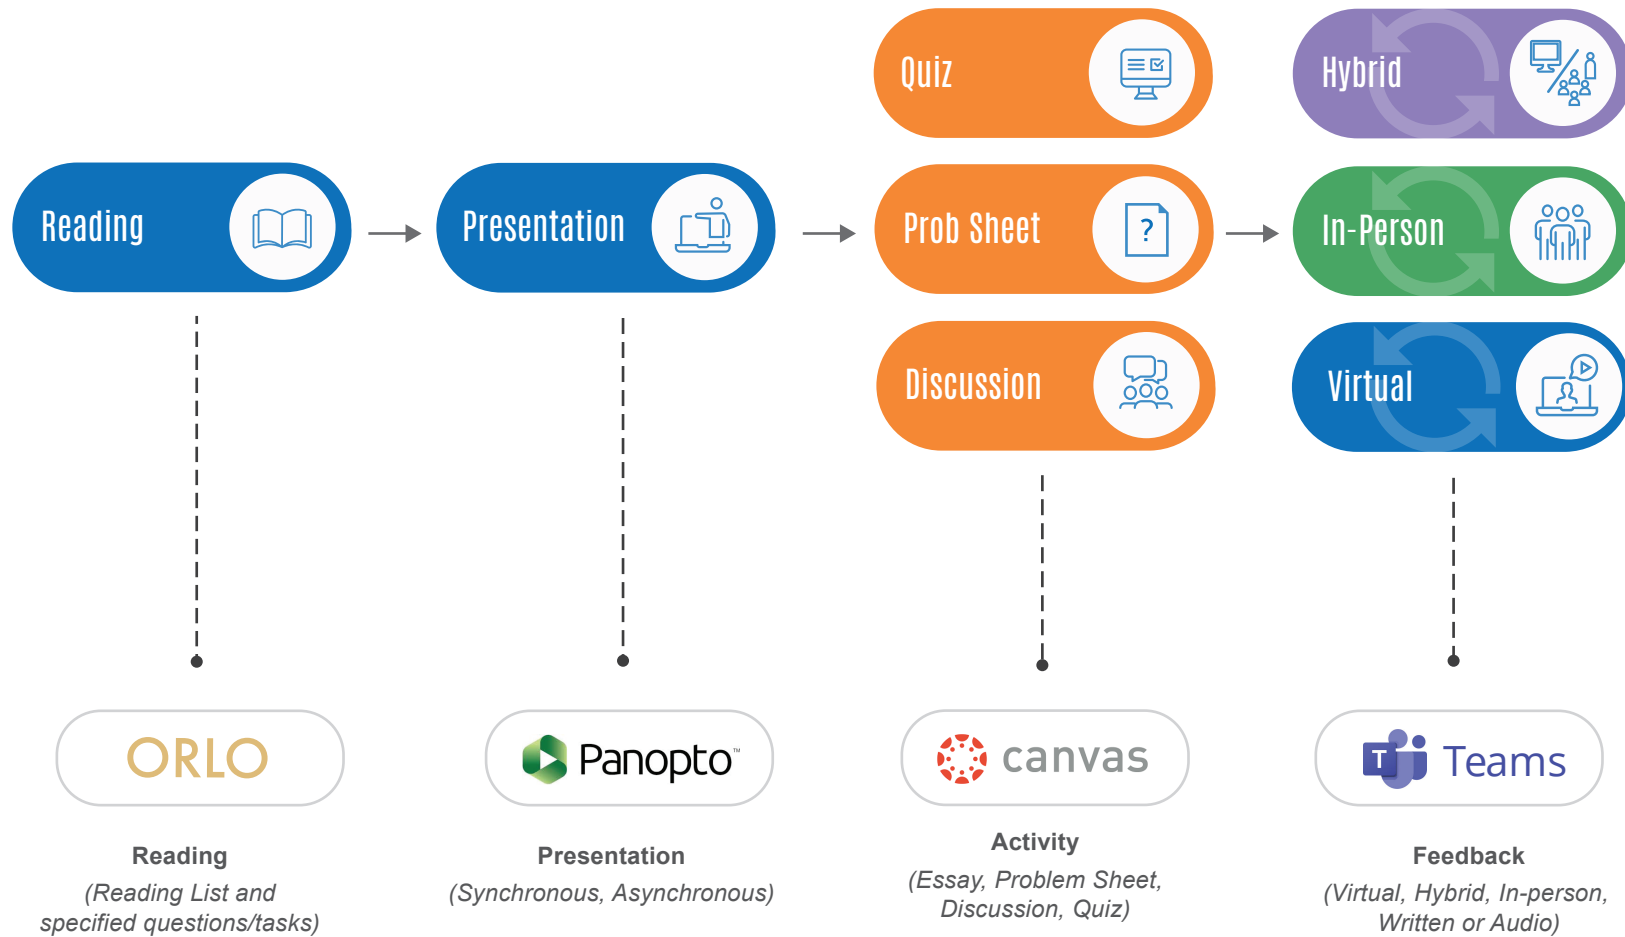 Quiz
Hybrid
Reading
Presentation
Prob Sheet
?
In-Person
Discussion
Virtual
ORLO
Panopto™
canvas
T
Teams
Reading
(Reading List and
specified questions/tasks)
Presentation
(Synchronous, Asynchronous)
Activity
(Essay, Problem Sheet,
Discussion, Quiz)
Feedback
(Virtual, Hybrid, In-person,
Written or Audio)